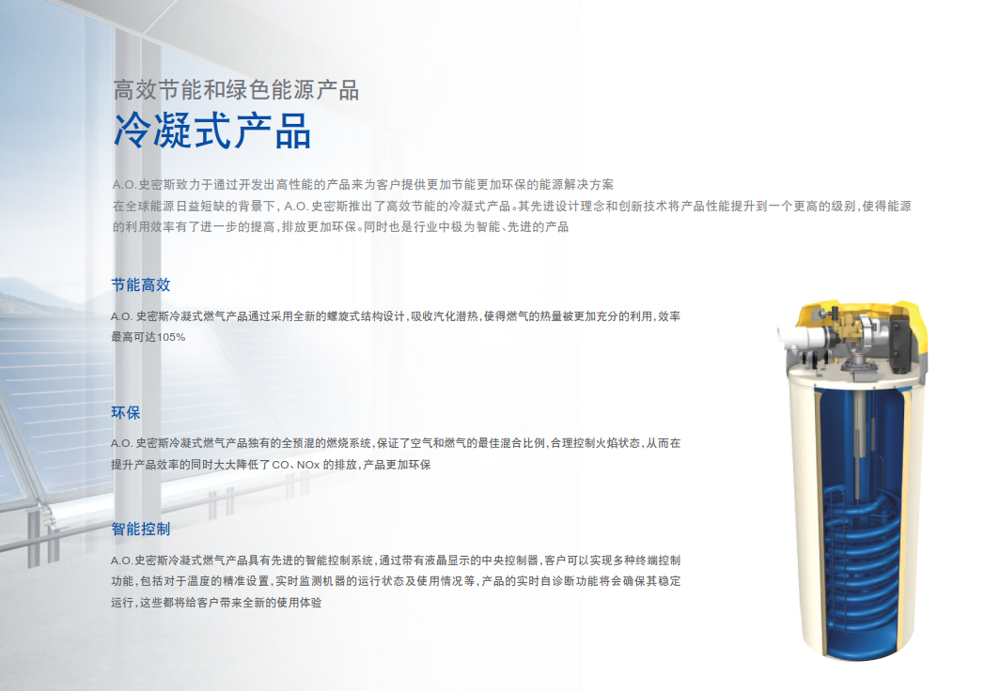 高效节能和绿色能源产品
冷凝式产品
A.O.史密斯致力于通过开发出高性能的产品来为客户提供更加节能更加环保的能源解决方案
在全球能源日益短缺的背景下, A.O.史密斯推出了高效节能的冷凝式产品。其先进设计理念和创新技术将产品性能提升到一个更高的级别,使得能源
的利用效率有了进一步的提高,排放更加环保。同时也是行业中极为智能、先进的产品
节能高效
A.O. 史密斯冷凝式燃气产品通过采用全新的螺旋式结构设计,吸收汽化潜热,使得燃气的热量被更加充分的利用,效率
最高可达105%
环保
A.O. 史密斯冷凝式燃气产品独有的全预混的燃烧系统,保证了空气和燃气的最佳混合比例,合理控制火焰状态,从而在
提升产品效率的同时大大降低了CO、NOx 的排放,产品更加环保
智能控制
A.O.史密斯冷凝式燃气产品具有先进的智能控制系统,通过带有液晶显示的中央控制器,客户可以实现多种终端控制
功能,包括对于温度的精准设置,实时监测机器的运行状态及使用情况等,产品的实时自诊断功能将会确保其稳定
运行,这些都将给客户带来全新的使用体验